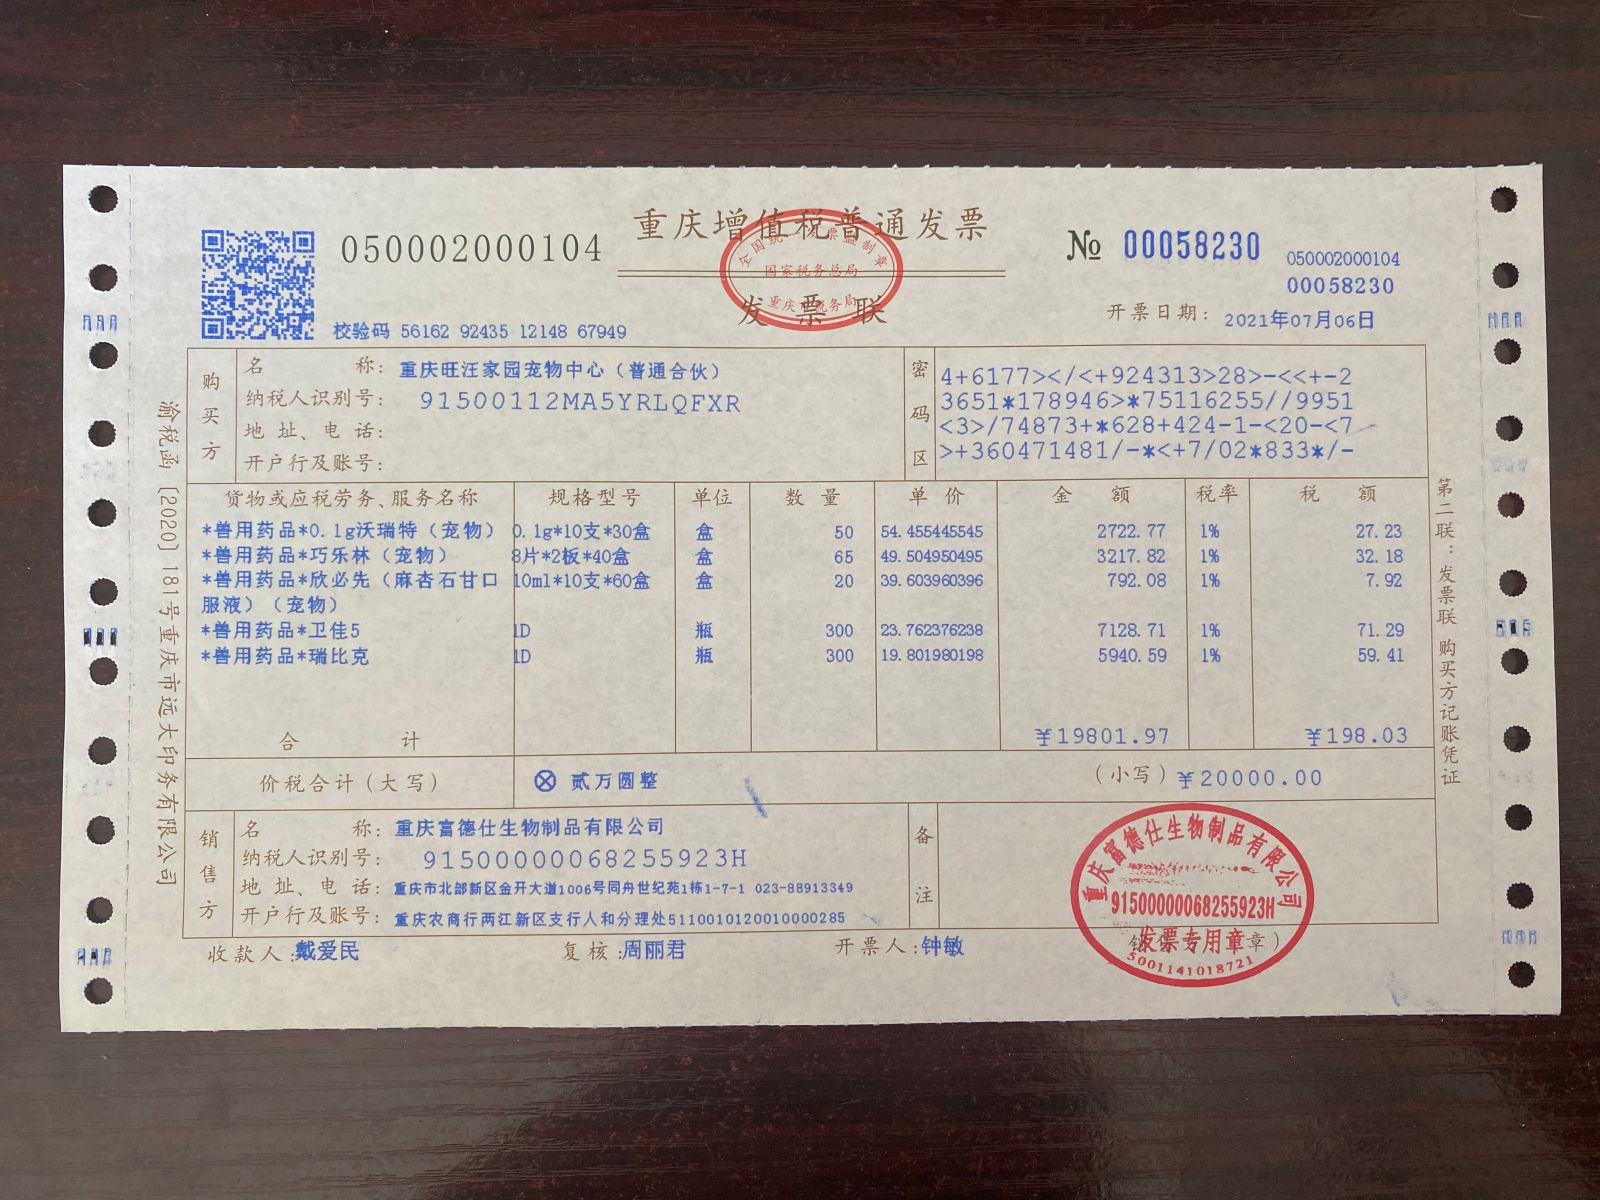 重庆增值税普通发票
发票联
050002000104
№ 00058230
050002000104
00058230
校验码 56162 92435 12148 67949
开票日期: 2021年07月06日
全国统一发票监制章
国家税务总局
重庆市税务局
购买方
名 称: 重庆旺汪家园宠物中心（普通合伙）
纳税人识别号: 91500112MA5YRLQFXR
地 址、电 话:
开户行及账号:
密码区
4+6177></<+924313>28>-<<+-2
3651*178946>*75116255//9951
<3>/74873+*628+424-1-<20-<7
>+360471481/-*<+7/02*833*/-
货物或应税劳务、服务名称 规格型号 单位 数 量 单 价 金 额 税率 税 额
*兽用药品*0.1g沃瑞特（宠物） 0.1g*10支*30盒 盒 50 54.455445545 2722.77 1% 27.23
*兽用药品*巧乐林（宠物） 8片*2板*40盒 盒 65 49.504950495 3217.82 1% 32.18
*兽用药品*欣必先（麻杏石甘口 10ml*10支*60盒 盒 20 39.603960396 792.08 1% 7.92
服液）（宠物）
*兽用药品*卫佳5 1D 瓶 300 23.762376238 7128.71 1% 71.29
*兽用药品*瑞比克 1D 瓶 300 19.801980198 5940.59 1% 59.41
合 计 ￥19801.97 ￥198.03
价税合计（大写） ⊗ 贰万圆整 （小写）￥20000.00
销售方
名 称: 重庆富德仕生物制品有限公司
纳税人识别号: 91500000068255923H
地 址、电 话: 重庆市北部新区金开大道1006号同舟世纪苑1栋1-7-1 023-88913349
开户行及账号: 重庆农商行两江新区支行人和分理处5110010120010000285
备注
收款人: 戴爱民 复核: 周丽君 开票人: 钟敏 章）
重庆富德仕生物制品有限公司
91500000068255923H
发票专用章
5001141018721
渝税函〔2020〕181号重庆市远大印务有限公司
第二联：发票联 购买方记账凭证